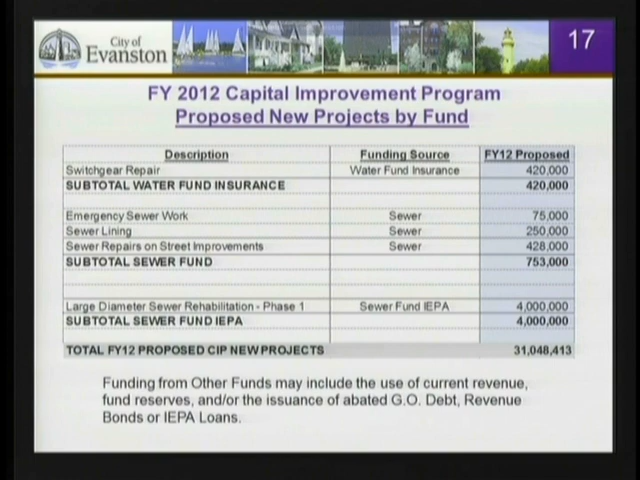 City of
Evanston
17
FY 2012 Capital Improvement Program
Proposed New Projects by Fund
Description Funding Source FY12 Proposed
Switchgear Repair Water Fund Insurance 420,000
SUBTOTAL WATER FUND INSURANCE 420,000
Emergency Sewer Work Sewer 75,000
Sewer Lining Sewer 250,000
Sewer Repairs on Street Improvements Sewer 428,000
SUBTOTAL SEWER FUND 753,000
Large Diameter Sewer Rehabilitation - Phase 1 Sewer Fund IEPA 4,000,000
SUBTOTAL SEWER FUND IEPA 4,000,000
TOTAL FY12 PROPOSED CIP NEW PROJECTS 31,048,413
Funding from Other Funds may include the use of current revenue,
fund reserves, and/or the issuance of abated G.O. Debt, Revenue
Bonds or IEPA Loans.